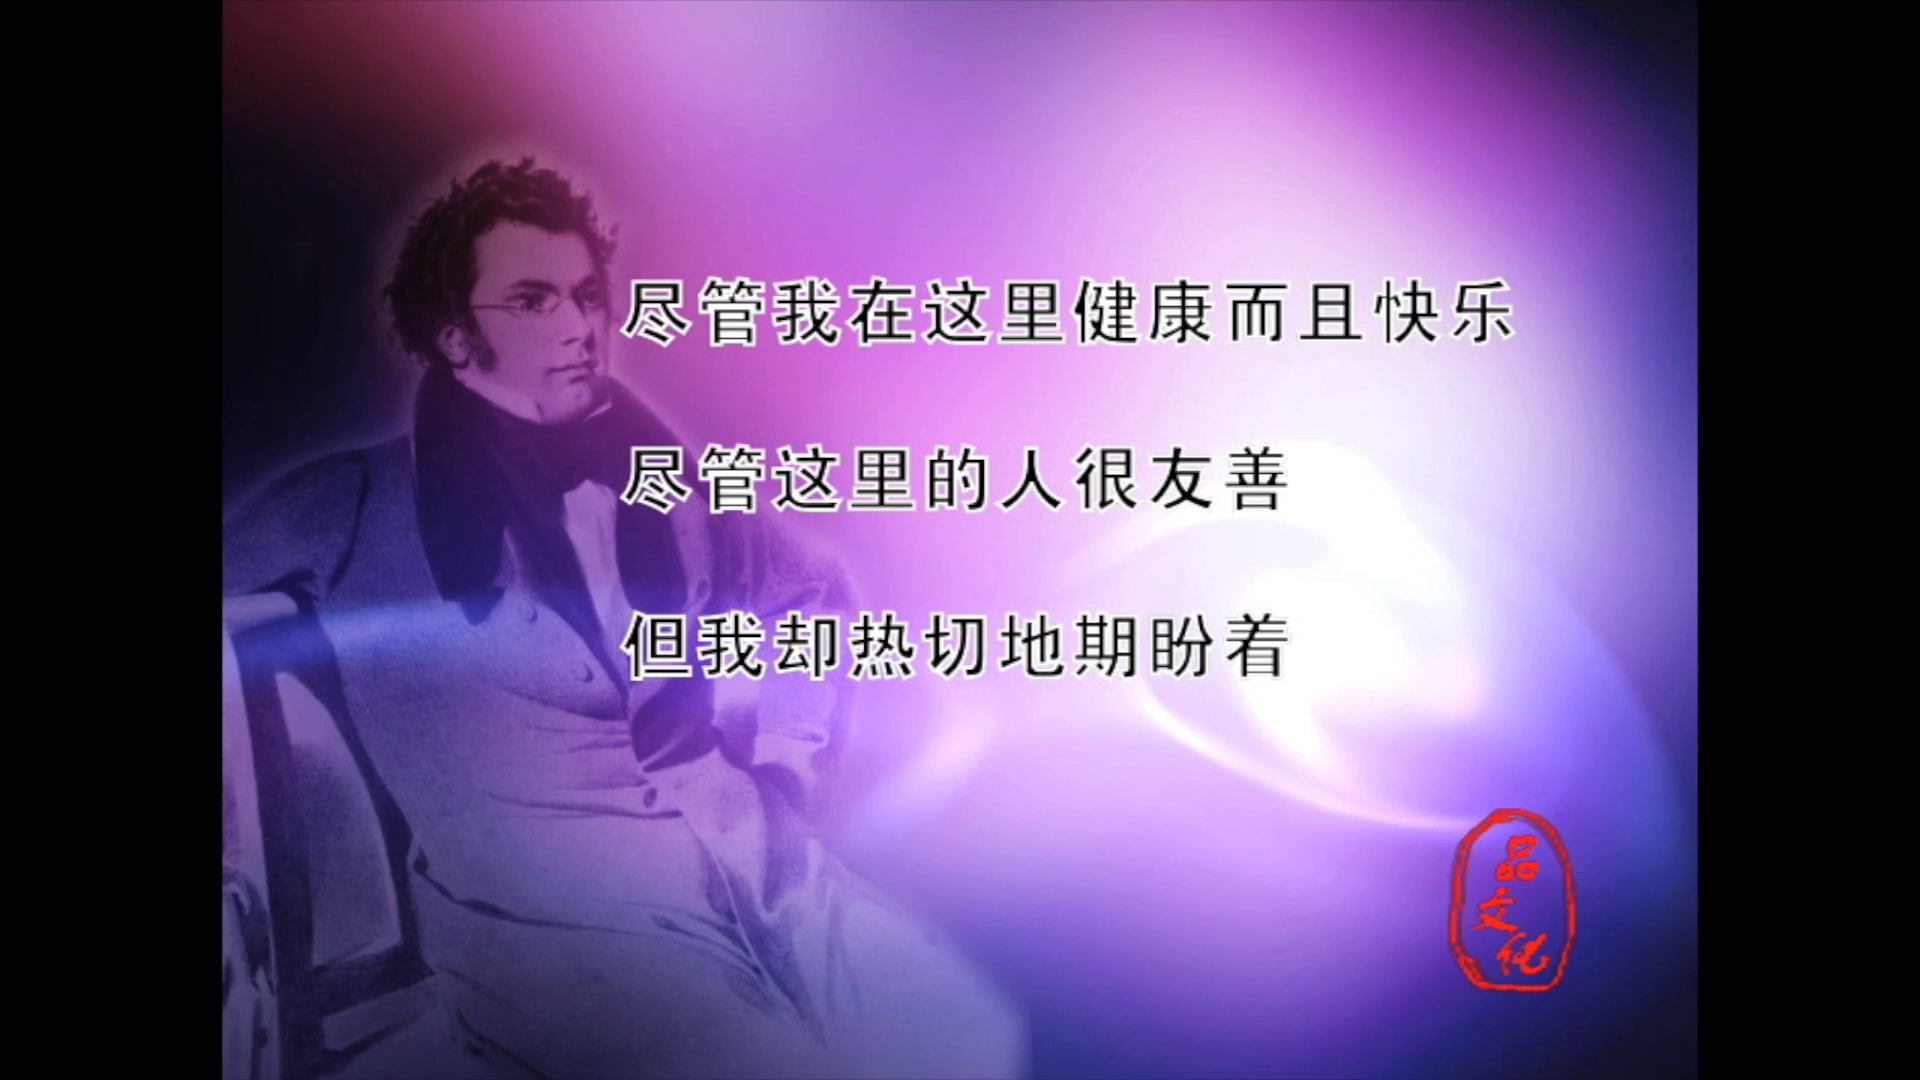 尽管我在这里健康而且快乐
尽管这里的人很友善
但我却热切地期盼着
品文化